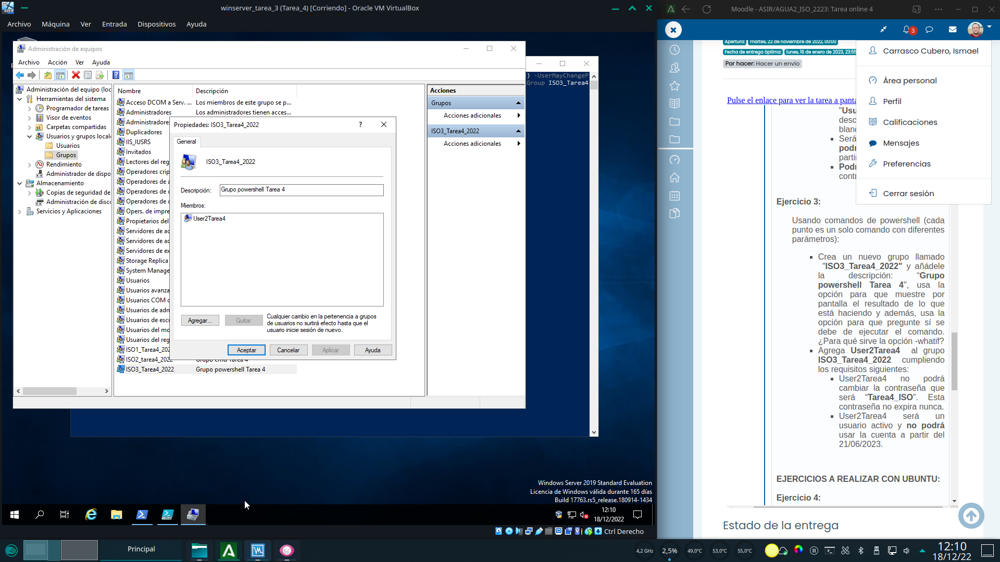 winserver_tarea_3 (Tarea_4) [Corriendo] - Oracle VM VirtualBox
Archivo Máquina Ver Entrada Dispositivos Ayuda
Administración de equipos
Archivo Acción Ver Ayuda
Administración del equipo (loc
Herramientas del sistema
Programador de tareas
Visor de eventos
Carpetas compartidas
Usuarios y grupos local
Usuarios
Grupos
Rendimiento
Administrador de dispo
Almacenamiento
Copias de seguridad de
Administración de disco
Servicios y Aplicaciones
Nombre Descripción
Acceso DCOM a Serv. ... Los miembros de este grupo se p...
Administradores Los administradores tienen acces...
Administradores
Duplicadores
IIS_IUSRS
Invitados
Lectores del reg
Operadores crip
Operadores de a
Operadores de c
Operadores de c
Opers. de impre
Propietarios del
Servidores de ac
Servidores de ac
Servidores de ex
Storage Replica
System Manage
Usuarios
Usuarios avanza
Usuarios COM c
Usuarios de adm
Usuarios de escr
Usuarios del mo
Usuarios del reg
ISO1_Tarea4_202
ISO2_tarea4_2022 Grupo cmd Tarea 4
ISO3_Tarea4_2022 Grupo powershell Tarea 4
Propiedades: ISO3_Tarea4_2022
General
ISO3_Tarea4_2022
Descripción: Grupo powershell Tarea 4
Miembros:
User2Tarea4
Agregar... Quitar
Cualquier cambio en la pertenencia a grupos
de usuarios no surtirá efecto hasta que el
usuario inicie sesión de nuevo.
Aceptar Cancelar Aplicar Ayuda
Acciones
Grupos
Acciones adicionales
ISO3_Tarea4_2022
Acciones adicionales
) -UserMayChangeP
Group ISO3_Tarea4
Windows Server 2019 Standard Evaluation
Licencia de Windows válida durante 165 días
Build 17763.rs5_release.180914-1434
12:10
18/12/2022
Ctrl Derecho
Moodle - ASIR/AGUA2_ISO_2223: Tarea online 4
3
Apertura: martes, 22 de noviembre de 2022, 00:00
Fecha de entrega óptima: lunes, 16 de enero de 2023, 23:55
Por hacer: Hacer un envío
Carrasco Cubero, Ismael
Área personal
Perfil
Calificaciones
Mensajes
Preferencias
Cerrar sesión
Pulse el enlace para ver la tarea a panta
"Usu
desc
blanc
Será
podr
partir
Podr
contr
Ejercicio 3:
Usando comandos de powershell (cada
punto es un solo comando con diferentes
parámetros):
Crea un nuevo grupo llamado
"ISO3_Tarea4_2022" y añádele
la descripción: “Grupo
powershell Tarea 4", usa la
opción para que muestre por
pantalla el resultado de lo que
está haciendo y además, usa la
opción para que pregunte sí se
debe de ejecutar el comando.
¿Para qué sirve la opción -whatif?
Agrega User2Tarea4 al grupo
ISO3_Tarea4_2022 cumpliendo
los requisitos siguientes:
User2Tarea4 no podrá
cambiar la contraseña que
será “Tarea4_ISO”. Esta
contraseña no expira nunca.
User2Tarea4 será un
usuario activo y no podrá
usar la cuenta a partir del
21/06/2023.
EJERCICIOS A REALIZAR CON UBUNTU:
Ejercicio 4:
Estado de la entrega
Principal
4,2 GHz 2,5% 49,0°C 53,0°C 55,0°C
12:10
18/12/22